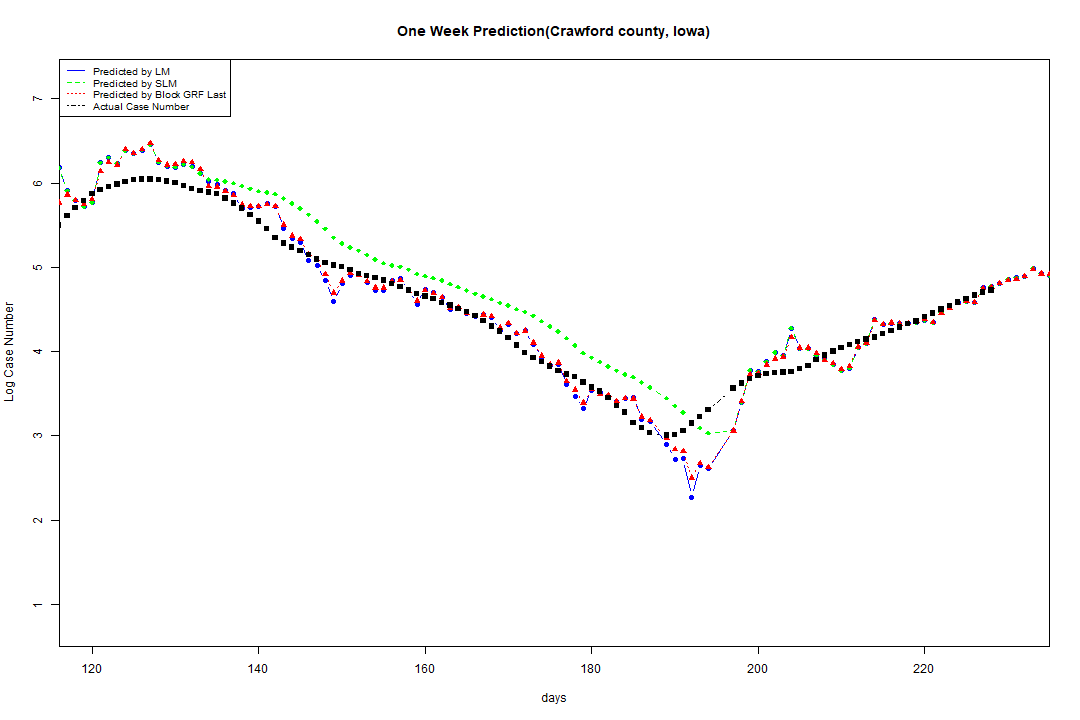 One Week Prediction(Crawford county, Iowa)
Predicted by LM
Predicted by SLM
Predicted by Block GRF Last
Actual Case Number
7
6
5
4
3
2
1
Log Case Number
120 140 160 180 200 220
days